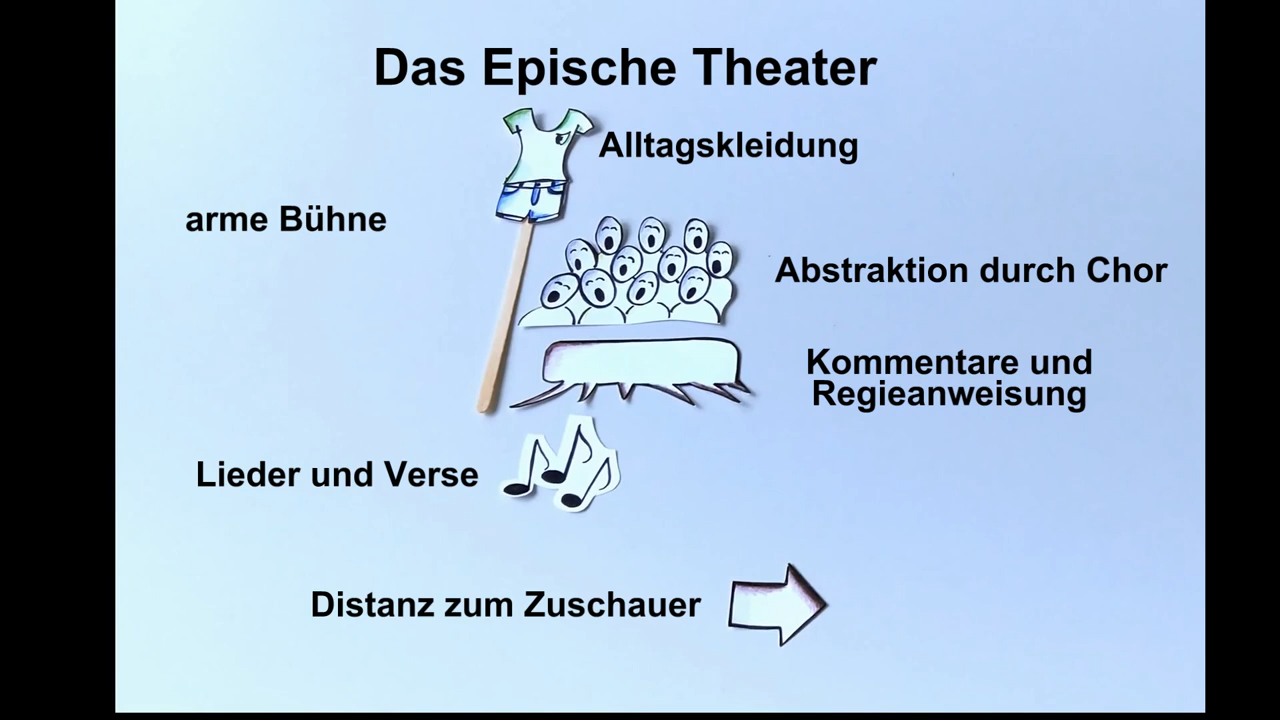 Das Epische Theater
Alltagskleidung
arme Bühne
Abstraktion durch Chor
Kommentare und
Regieanweisung
Lieder und Verse
Distanz zum Zuschauer